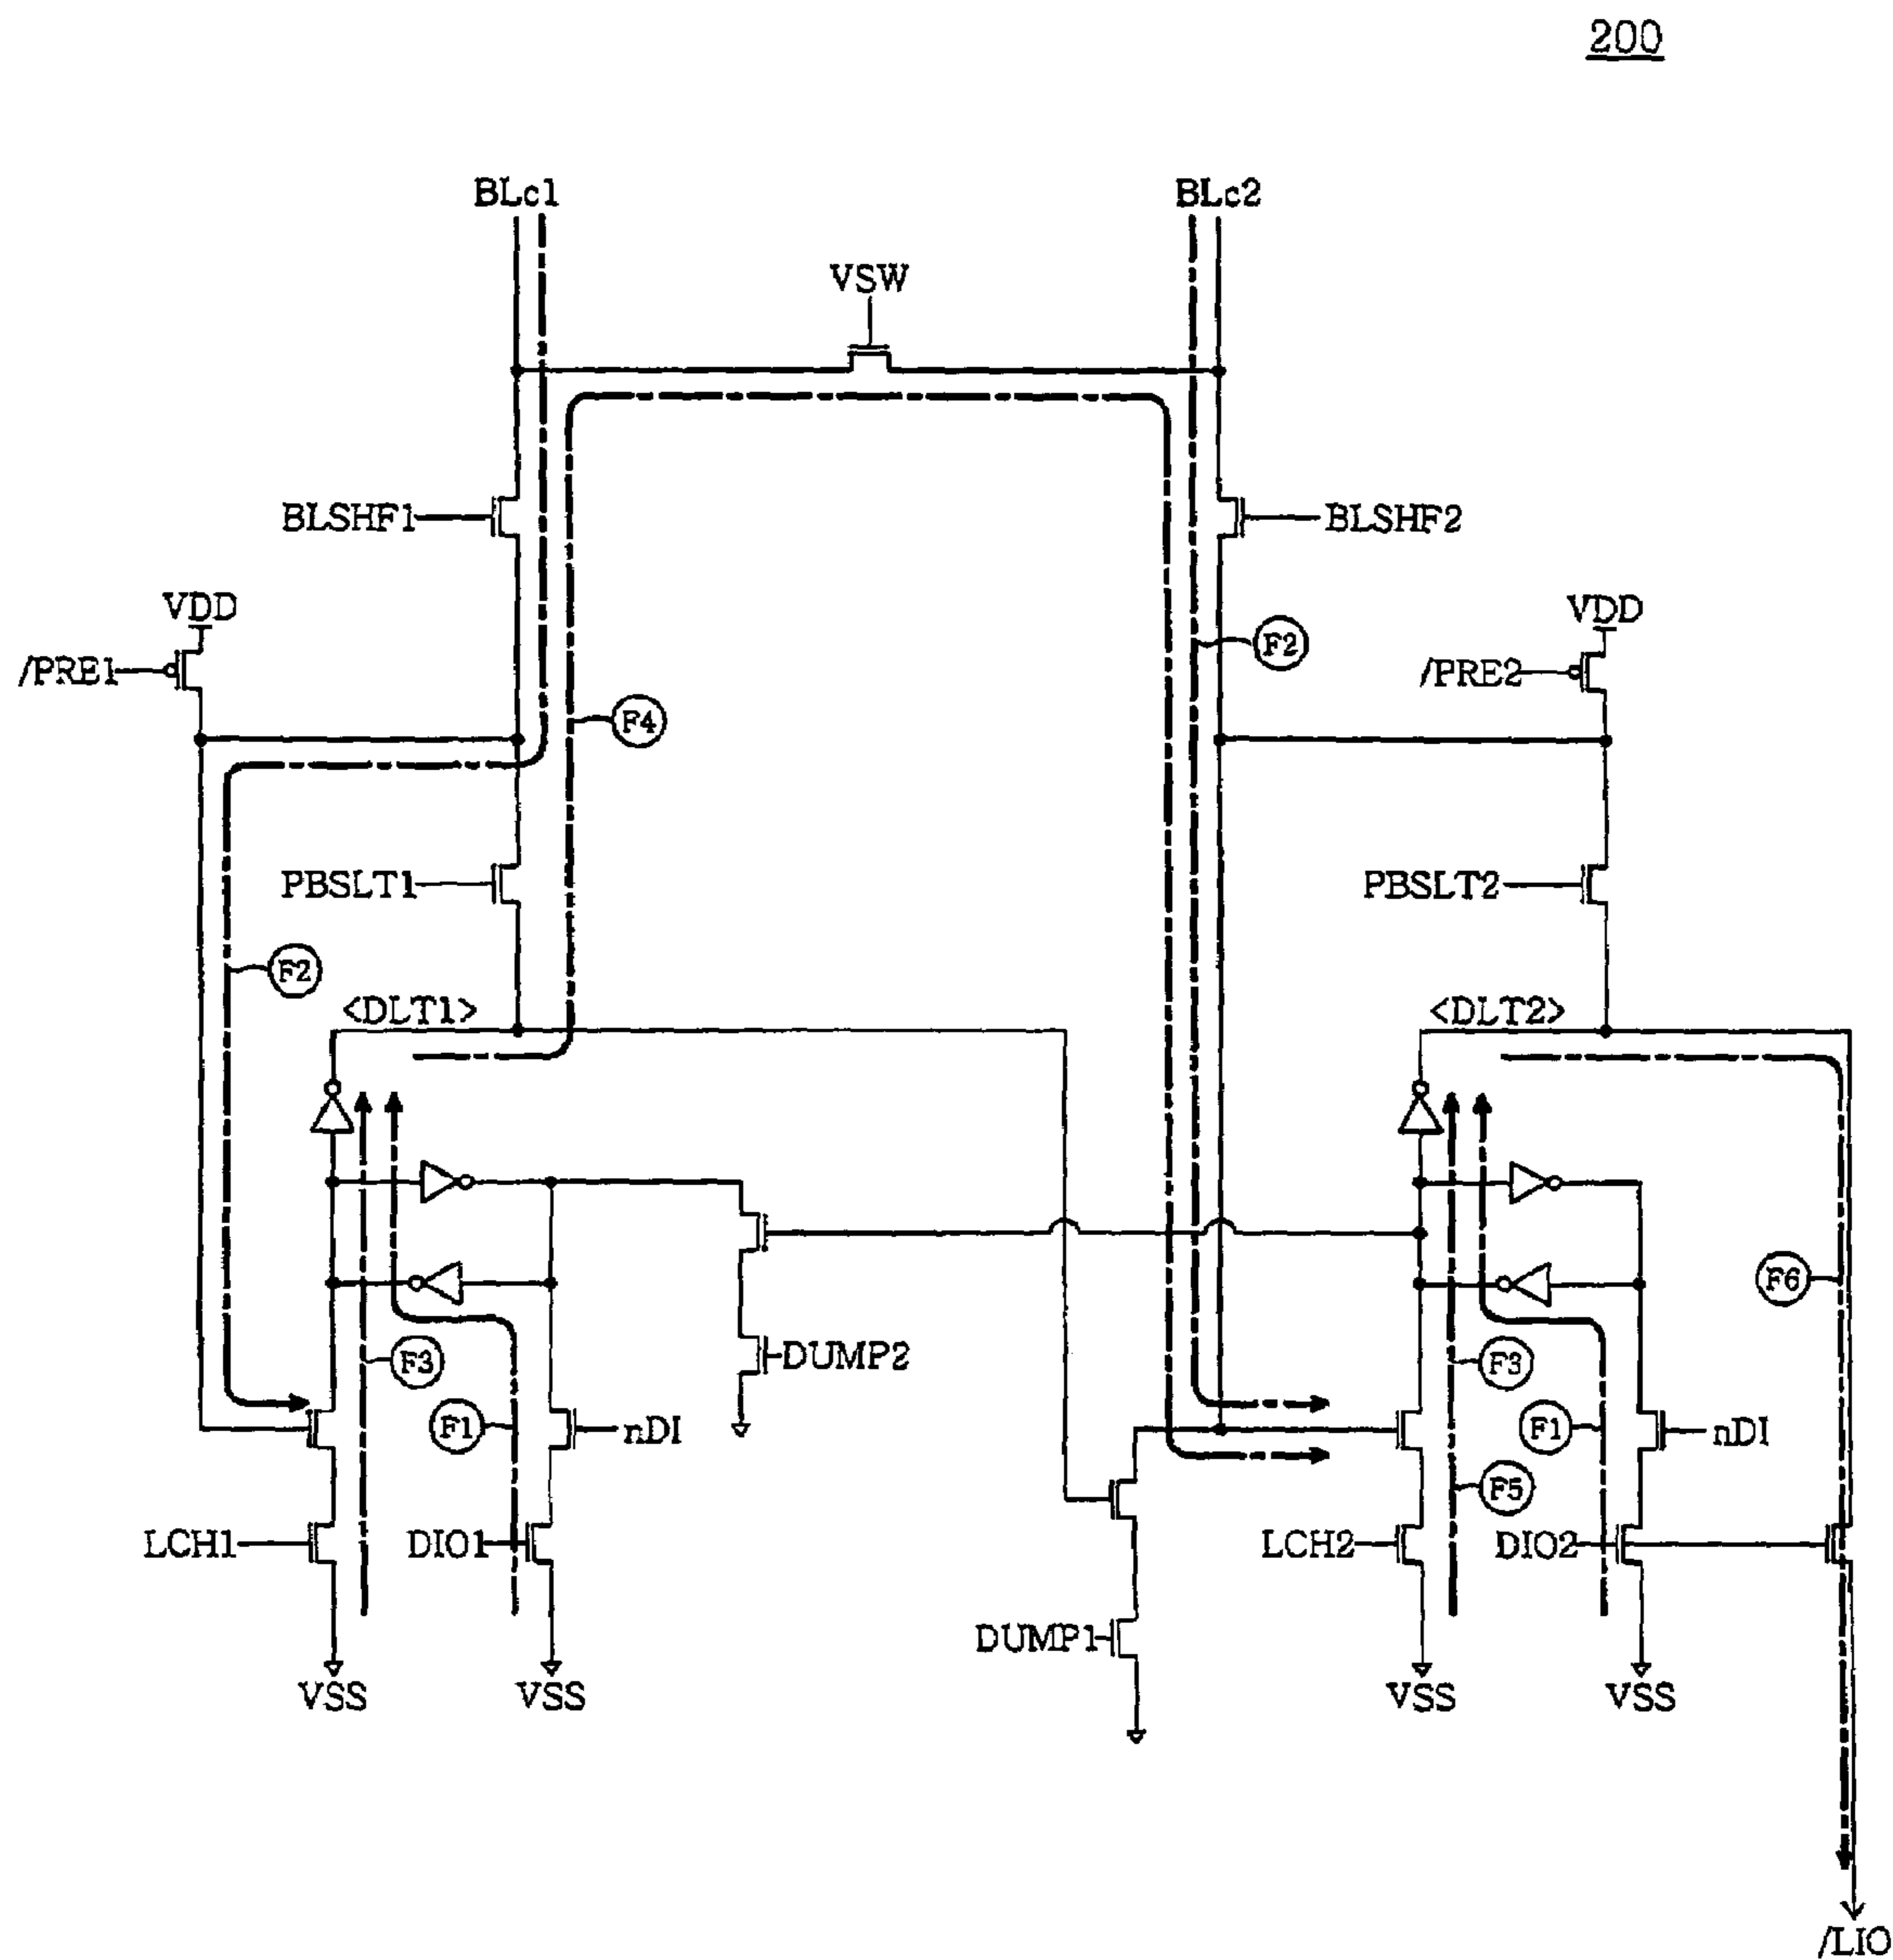 200
BLc1 BLc2
VSW
BLSHF1 BLSHF2
VDD VDD
F2
/PRE1 /PRE2
F4
PBSLT1 PBSLT2
F2
<DLT1> <DLT2>
F6
DUMP2
F3 F3
F1 nDI F1 nDI
F5
LCH1 DIO1 LCH2 DIO2
DUMP1
VSS VSS VSS VSS
/LIO